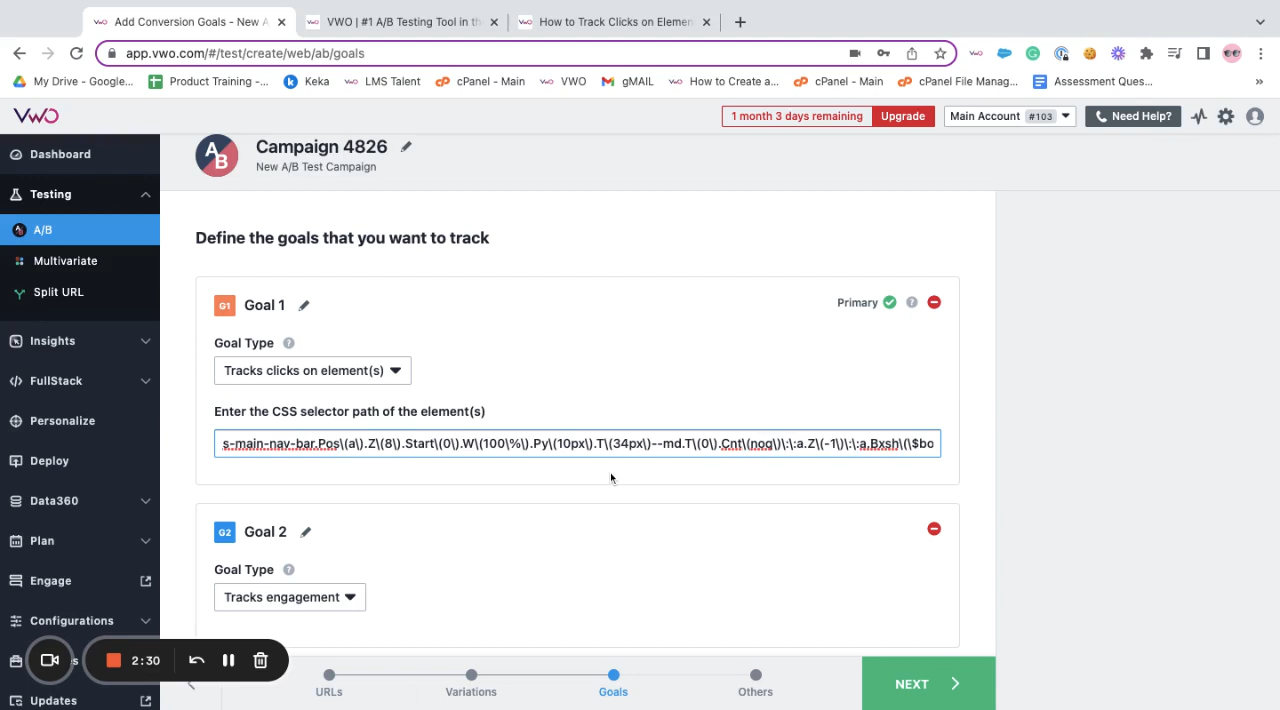 Add Conversion Goals - New A
VWO | #1 A/B Testing Tool in th
How to Track Clicks on Elemen
app.vwo.com/#/test/create/web/ab/goals
My Drive - Google...
Product Training -...
Keka
LMS Talent
cPanel - Main
VWO
gMAIL
How to Create a...
cPanel - Main
cPanel File Manag...
Assessment Ques...
»
VWO
1 month 3 days remaining
Upgrade
Main Account #103
Need Help?
Dashboard
Testing
A/B
Multivariate
Split URL
Insights
FullStack
Personalize
Deploy
Data360
Plan
Engage
Configurations
Updates
A B
Campaign 4826
New A/B Test Campaign
Define the goals that you want to track
G1 Goal 1
Primary
Goal Type
Tracks clicks on element(s)
Enter the CSS selector path of the element(s)
s-main-nav-bar.Pos\(a\).Z\(8\).Start\(0\).W\(100\%\).Py\(10px\).T\(34px\)--md.T\(0\).Cnt\(noq\)\:\:a.Z\(-1\)\:\:a.Bxsh\(\$bo
G2 Goal 2
Goal Type
Tracks engagement
2:30
URLs
Variations
Goals
Others
NEXT